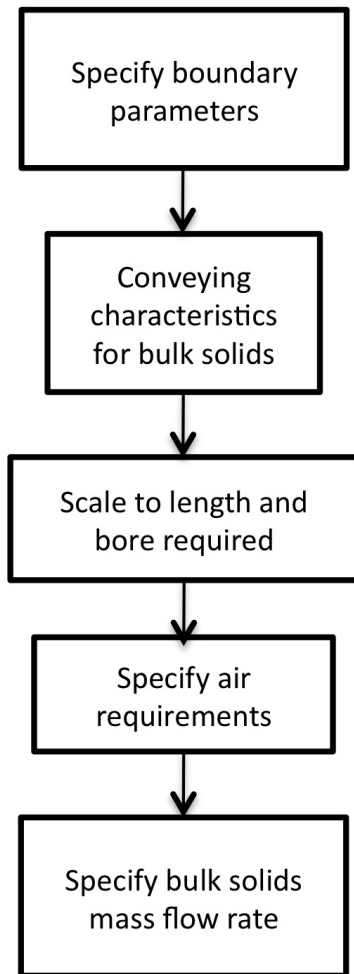 Specify boundary
parameters
Conveying
characteristics
for bulk solids
Scale to length and
bore required
Specify air
requirements
Specify bulk solids
mass flow rate